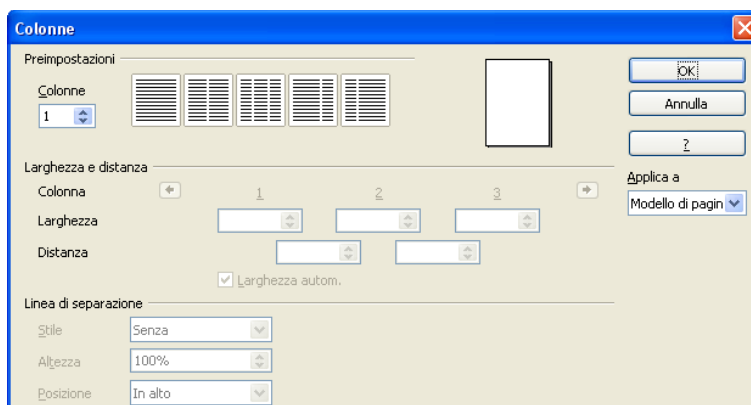 Colonne
Preimpostazioni
Colonne
1
OK
Annulla
?
Larghezza e distanza
Colonna 1 2 3
Larghezza
Distanza
Larghezza autom.
Applica a
Modello di pagin
Linea di separazione
Stile Senza
Altezza 100%
Posizione In alto